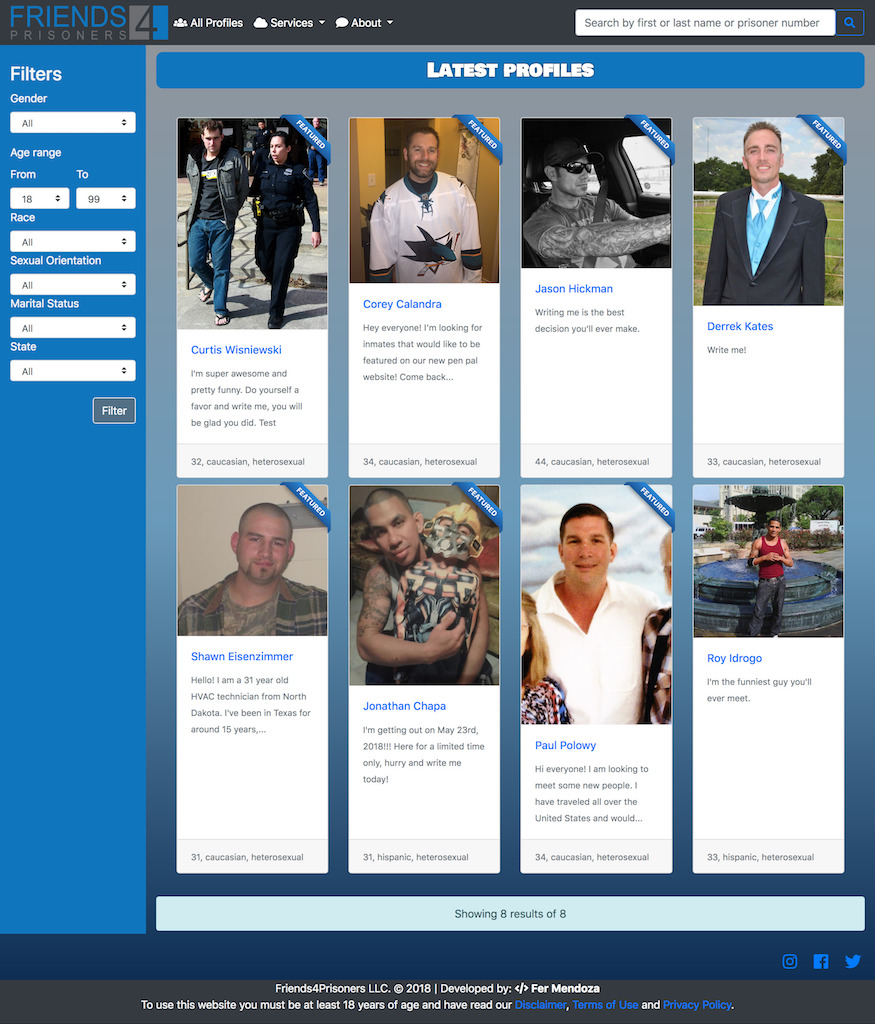 FRIENDS 4
PRISONERS
All Profiles
Services
About
Search by first or last name or prisoner number
Filters
Gender
All
Age range
From
To
18
99
Race
All
Sexual Orientation
All
Marital Status
All
State
All
Filter
Latest profiles
FEATURED
FEATURED
FEATURED
FEATURED
Curtis Wisniewski
I'm super awesome and
pretty funny. Do yourself a
favor and write me, you will
be glad you did. Test
32, caucasian, heterosexual
Corey Calandra
Hey everyone! I'm looking for
inmates that would like to be
featured on our new pen pal
website! Come back...
34, caucasian, heterosexual
Jason Hickman
Writing me is the best
decision you'll ever make.
44, caucasian, heterosexual
Derrek Kates
Write me!
33, caucasian, heterosexual
FEATURED
FEATURED
FEATURED
Shawn Eisenzimmer
Hello! I am a 31 year old
HVAC technician from North
Dakota. I've been in Texas for
around 15 years,...
31, caucasian, heterosexual
Jonathan Chapa
I'm getting out on May 23rd,
2018!!! Here for a limited time
only, hurry and write me
today!
31, hispanic, heterosexual
Paul Polowy
Hi everyone! I am looking to
meet some new people. I
have traveled all over the
United States and would...
34, caucasian, heterosexual
Roy Idrogo
I'm the funniest guy you'll
ever meet.
33, hispanic, heterosexual
Showing 8 results of 8
Friends4Prisoners LLC. © 2018 | Developed by: </> Fer Mendoza
To use this website you must be at least 18 years of age and have read our Disclaimer, Terms of Use and Privacy Policy.